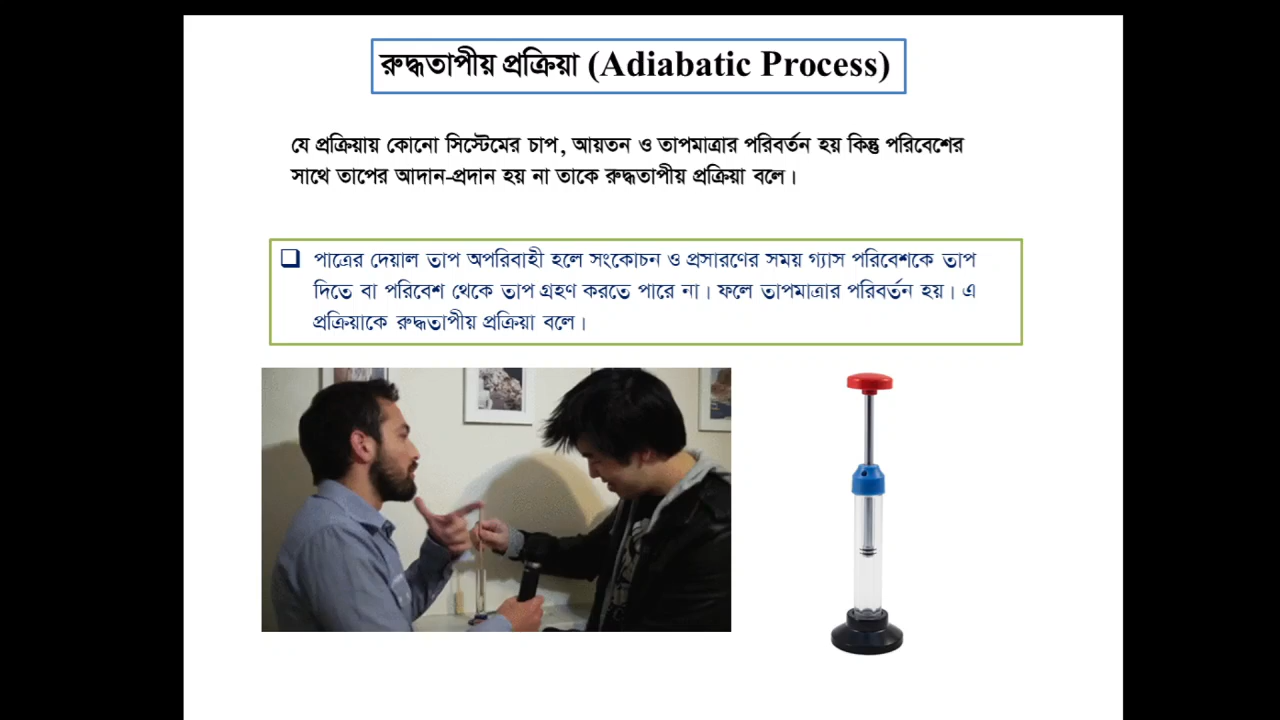 রুদ্ধতাপীয় প্রক্রিয়া (Adiabatic Process)
যে প্রক্রিয়ায় কোনো সিস্টেমের চাপ, আয়তন ও তাপমাত্রার পরিবর্তন হয় কিন্তু পরিবেশের
সাথে তাপের আদান-প্রদান হয় না তাকে রুদ্ধতাপীয় প্রক্রিয়া বলে।
পাত্রের দেয়াল তাপ অপরিবাহী হলে সংকোচন ও প্রসারণের সময় গ্যাস পরিবেশকে তাপ
দিতে বা পরিবেশ থেকে তাপ গ্রহণ করতে পারে না। ফলে তাপমাত্রার পরিবর্তন হয়। এ
প্রক্রিয়াকে রুদ্ধতাপীয় প্রক্রিয়া বলে।